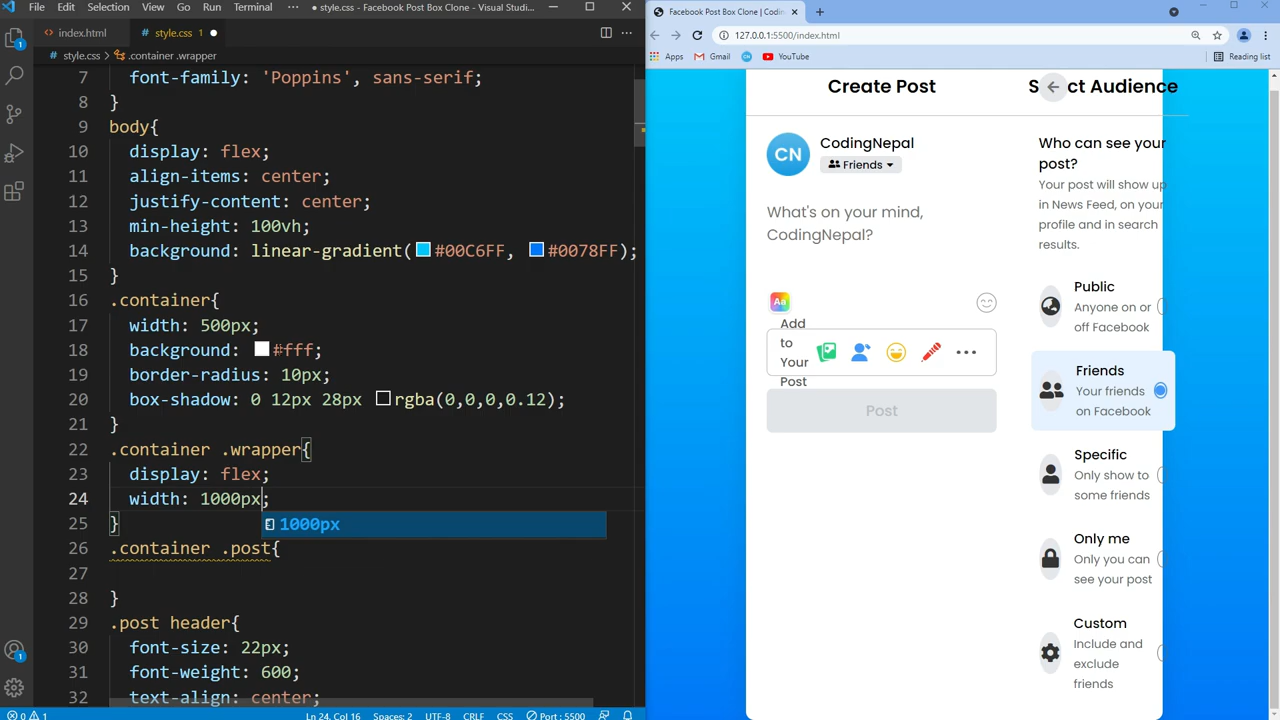 File Edit Selection View Go Run Terminal ··· ● style.css - Facebook Post Box Clone - Visual Studio...
index.html
style.css 1 ●
style.css > .container .wrapper
7 font-family: 'Poppins', sans-serif;
8 }
9 body{
10 display: flex;
11 align-items: center;
12 justify-content: center;
13 min-height: 100vh;
14 background: linear-gradient(#00C6FF, #0078FF);
15 }
16 .container{
17 width: 500px;
18 background: #fff;
19 border-radius: 10px;
20 box-shadow: 0 12px 28px rgba(0,0,0,0.12);
21 }
22 .container .wrapper{
23 display: flex;
24 width: 1000px;
25 }
1000px
26 .container .post{
27
28 }
29 .post header{
30 font-size: 22px;
31 font-weight: 600;
32 text-align: center;
1
1
0 1
Ln 24, Col 16 Spaces: 2 UTF-8 CRLF CSS Port : 5500
Facebook Post Box Clone | Codin
127.0.0.1:5500/index.html
Apps Gmail CN YouTube Reading list
Create Post
CN
CodingNepal
Friends
What's on your mind,
CodingNepal?
Aa
Add
to
Your
Post
Post
S ct Audience
Who can see your
post?
Your post will show up
in News Feed, on your
profile and in search
results.
Public
Anyone on or
off Facebook
Friends
Your friends
on Facebook
Specific
Only show to
some friends
Only me
Only you can
see your post
Custom
Include and
exclude
friends